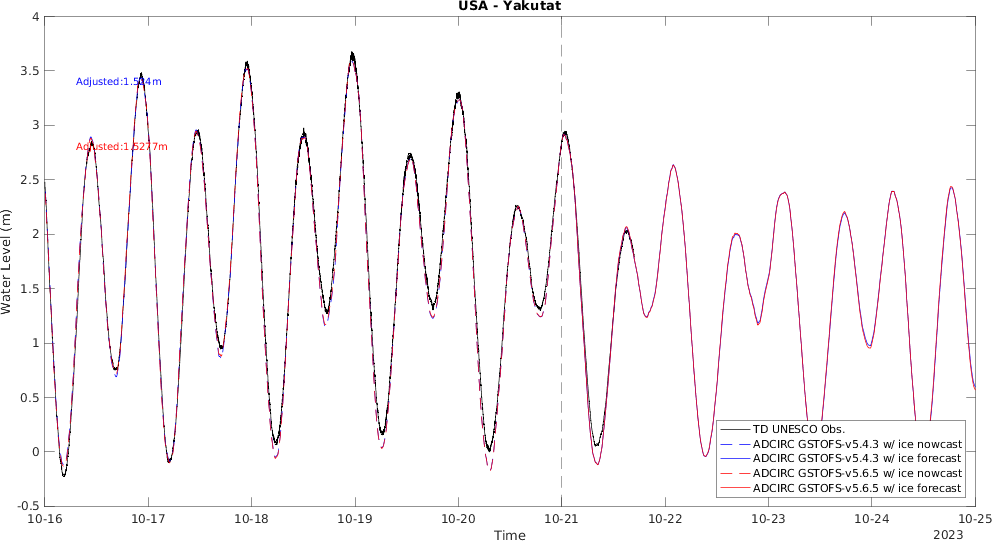 USA - Yakutat
4
3.5
3
2.5
2
1.5
1
0.5
0
-0.5
Water Level (m)
Adjusted:1.524m
Adjusted:1.5277m
TD UNESCO Obs.
ADCIRC GSTOFS-v5.4.3 w/ ice nowcast
ADCIRC GSTOFS-v5.4.3 w/ ice forecast
ADCIRC GSTOFS-v5.6.5 w/ ice nowcast
ADCIRC GSTOFS-v5.6.5 w/ ice forecast
10-16 10-17 10-18 10-19 10-20 10-21 10-22 10-23 10-24 10-25
Time
2023